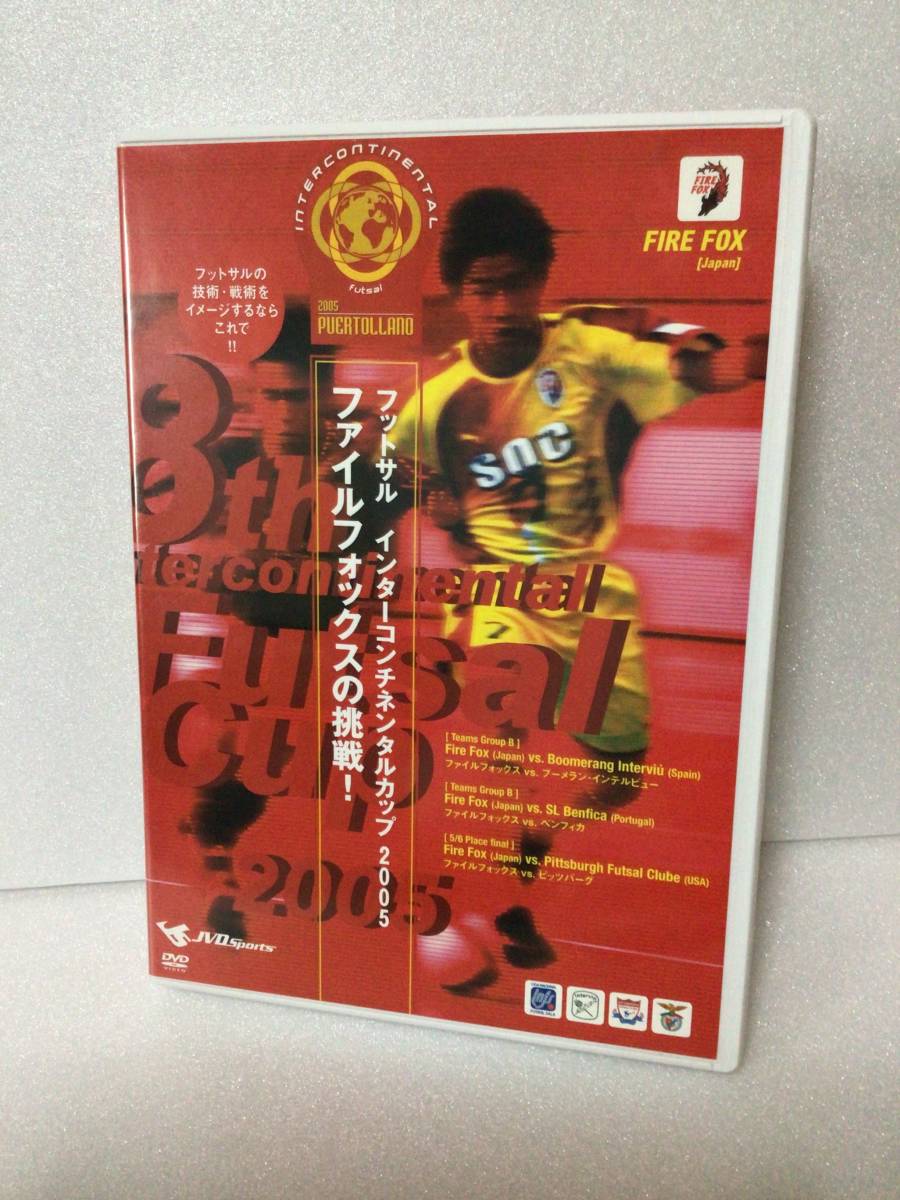 INTERCONTINENTAL
futsal
2005
PUERTOLLANO
FIRE FOX
FIRE FOX
[Japan]
フットサルの
技術・戦術を
イメージするなら
これで
!!
フットサル インターコンチネンタルカップ 2005
ファイルフォックスの挑戦!
SNC
8th
Intercontinentall
Futsal
Cup
2005
[ Teams Group B ]
Fire Fox (Japan) vs. Boomerang Interviú (Spain)
ファイルフォックス vs. ブーメラン・インテルビュー
[ Teams Group B ]
Fire Fox (Japan) vs. SL Benfica (Portugal)
ファイルフォックス vs. ベンフィカ
[ 5/6 Place final ]
Fire Fox (Japan) vs. Pittsburgh Futsal Clube (USA)
ファイルフォックス vs. ピッツバーグ
JVDSports
DVD
VIDEO